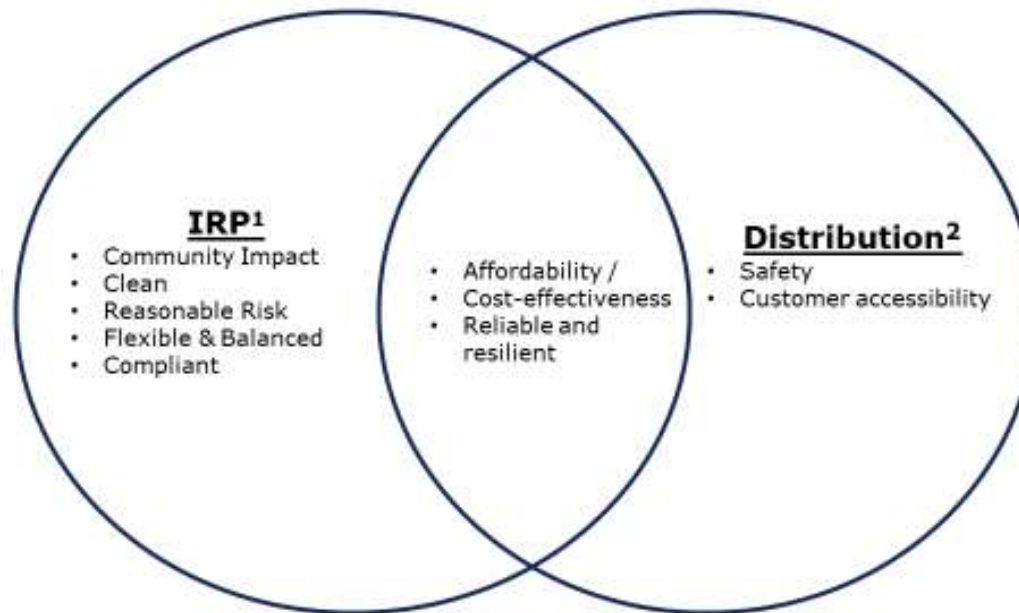 IRP¹
• Community Impact
• Clean
• Reasonable Risk
• Flexible & Balanced
• Compliant
• Affordability /
• Cost-effectiveness
• Reliable and
resilient
Distribution²
• Safety
• Customer accessibility